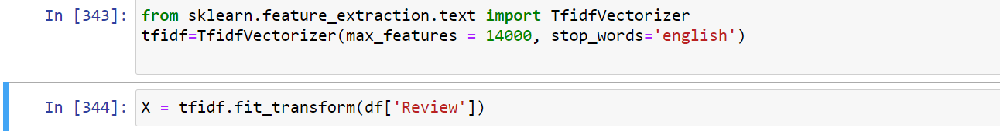 In [343]: from sklearn.feature_extraction.text import TfidfVectorizer
tfidf=TfidfVectorizer(max_features = 14000, stop_words='english')
In [344]: X = tfidf.fit_transform(df['Review'])